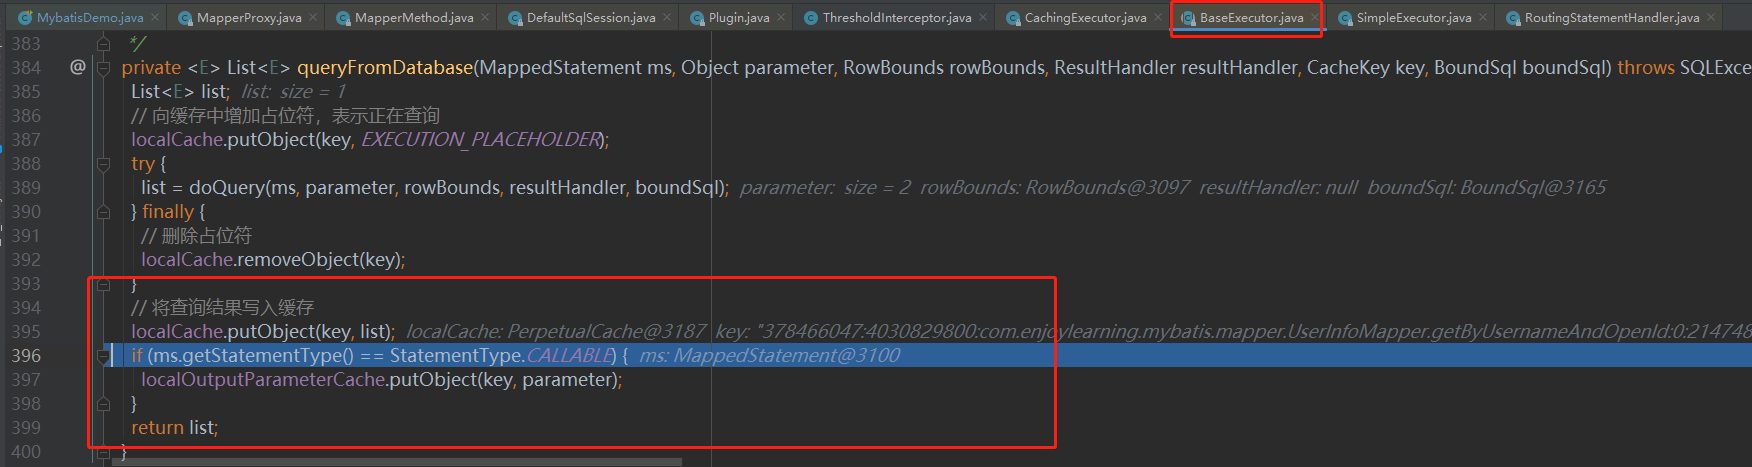 MybatisDemo.java MapperProxy.java MapperMethod.java DefaultSqlSession.java Plugin.java ThresholdInterceptor.java CachingExecutor.java BaseExecutor.java SimpleExecutor.java RoutingStatementHandler.java
383 */
384 @ private <E> List<E> queryFromDatabase(MappedStatement ms, Object parameter, RowBounds rowBounds, ResultHandler resultHandler, CacheKey key, BoundSql boundSql) throws SQLExce
385 List<E> list; list: size = 1
386 // 向缓存中增加占位符，表示正在查询
387 localCache.putObject(key, EXECUTION_PLACEHOLDER);
388 try {
389 list = doQuery(ms, parameter, rowBounds, resultHandler, boundSql); parameter: size = 2 rowBounds: RowBounds@3097 resultHandler: null boundSql: BoundSql@3165
390 } finally {
391 // 删除占位符
392 localCache.removeObject(key);
393 }
394 // 将查询结果写入缓存
395 localCache.putObject(key, list); localCache: PerpetualCache@3187 key: "378466047:4030829800:com.enjoylearning.mybatis.mapper.UserInfoMapper.getByUsernameAndOpenId:0:214748
396 if (ms.getStatementType() == StatementType.CALLABLE) { ms: MappedStatement@3100
397 localOutputParameterCache.putObject(key, parameter);
398 }
399 return list;
400 }